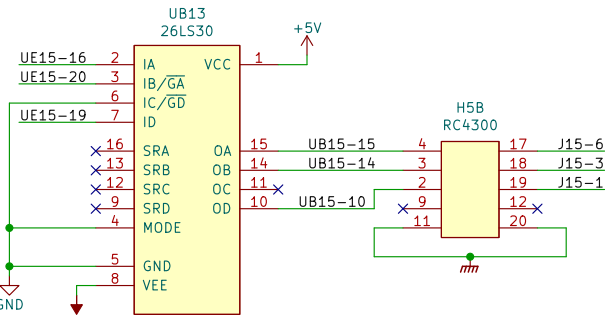 UB13
26LS30
+5V
UE15-16 2 IA VCC 1
UE15-20 3 IB/GA
6 IC/GD
UE15-19 7 ID
H5B
RC4300
16 SRA OA 15 UB15-15 4 17 J15-6
13 SRB OB 14 UB15-14 3 18 J15-3
12 SRC OC 11 2 19 J15-1
9 SRD OD 10 UB15-10 9 12
4 MODE 11 20
5 GND
8 VEE
GND